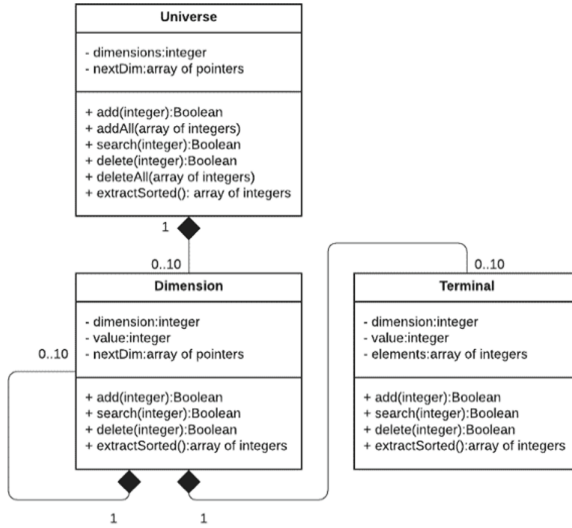 Universe
- dimensions:integer
- nextDim:array of pointers
+ add(integer):Boolean
+ addAll(array of integers)
+ search(integer):Boolean
+ delete(integer):Boolean
+ deleteAll(array of integers)
+ extractSorted(): array of integers
1
0..10
Dimension
- dimension:integer
- value:integer
- nextDim:array of pointers
+ add(integer):Boolean
+ search(integer):Boolean
+ delete(integer):Boolean
+ extractSorted():array of integers
0..10
1
1
0..10
Terminal
- dimension:integer
- value:integer
- elements:array of integers
+ add(integer):Boolean
+ search(integer):Boolean
+ delete(integer):Boolean
+ extractSorted():array of integers